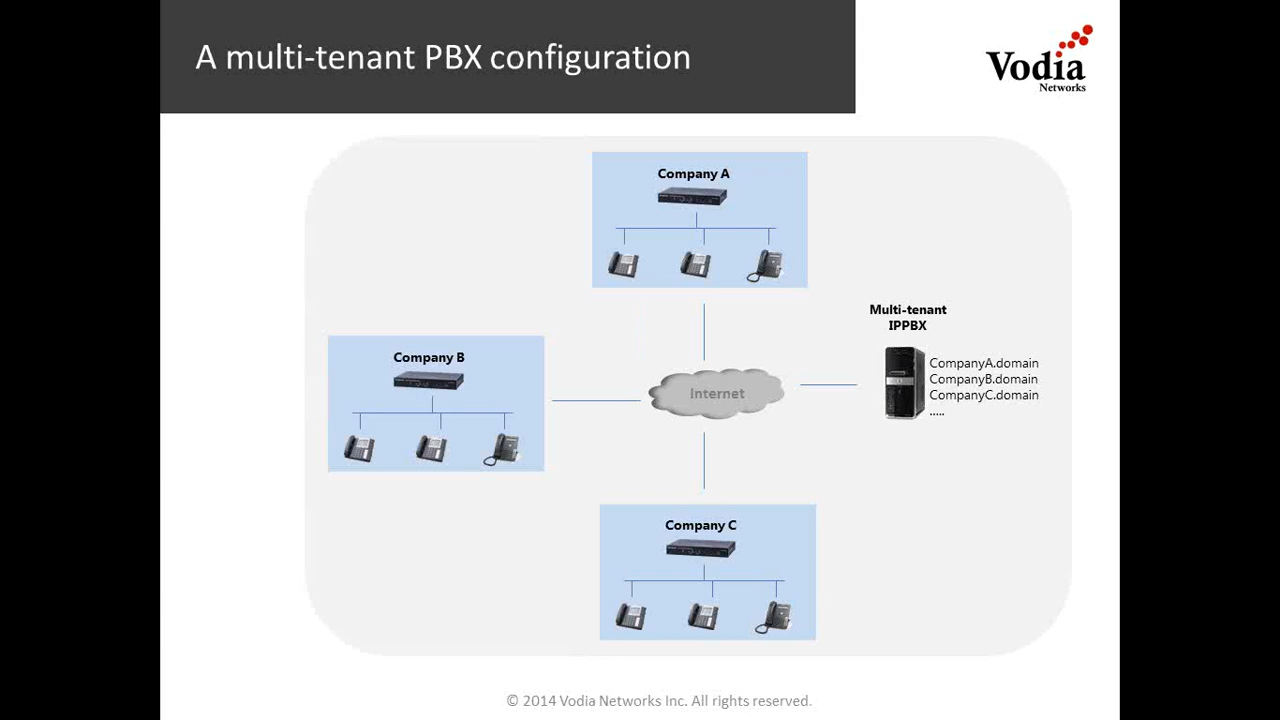 A multi-tenant PBX configuration
Vodia
Networks
Company A
Multi-tenant
IPPBX
Company B
CompanyA.domain
CompanyB.domain
CompanyC.domain
.....
Internet
Company C
© 2014 Vodia Networks Inc. All rights reserved.